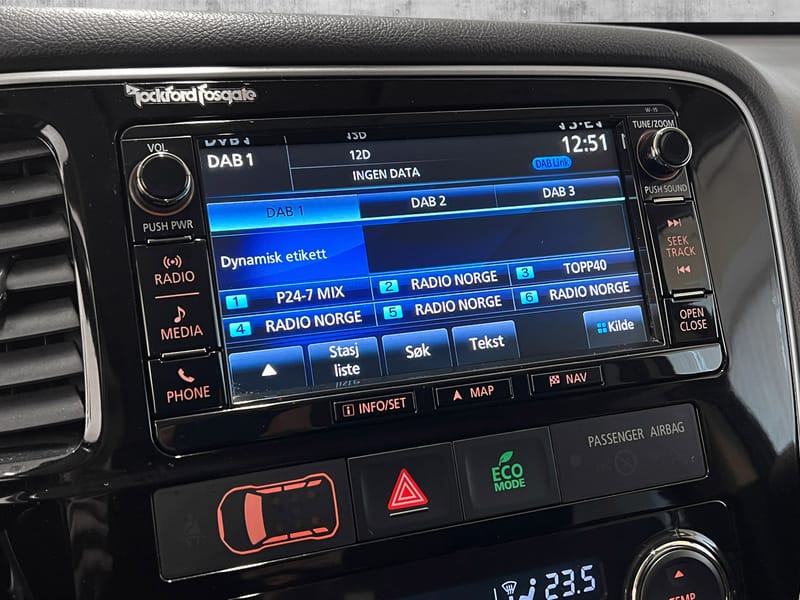 Rockford Fosgate
W-15
VOL
PUSH PWR
RADIO
MEDIA
PHONE
TUNE/ZOOM
PUSH SOUND
SEEK
TRACK
OPEN
CLOSE
DAB 1
12D
12:51
INGEN DATA
DAB Link
DAB 1
DAB 2
DAB 3
Dynamisk etikett
1 P24-7 MIX
2 RADIO NORGE
3 TOPP40
4 RADIO NORGE
5 RADIO NORGE
6 RADIO NORGE
Stasj
liste
Søk
Tekst
Kilde
INFO/SET
MAP
NAV
ECO
MODE
PASSENGER AIRBAG
23.5
TEMP